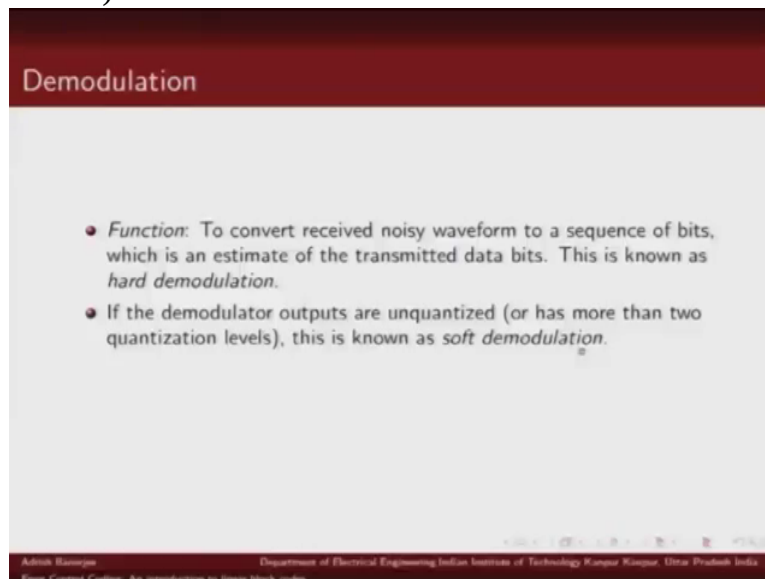 Demodulation
Function: To convert received noisy waveform to a sequence of bits,
which is an estimate of the transmitted data bits. This is known as
hard demodulation.
If the demodulator outputs are unquantized (or has more than two
quantization levels), this is known as soft demodulation.
Adrish Banerjee
Department of Electrical Engineering Indian Institute of Technology Kanpur Kanpur, Uttar Pradesh India
Error Control Coding: An introduction to linear block codes